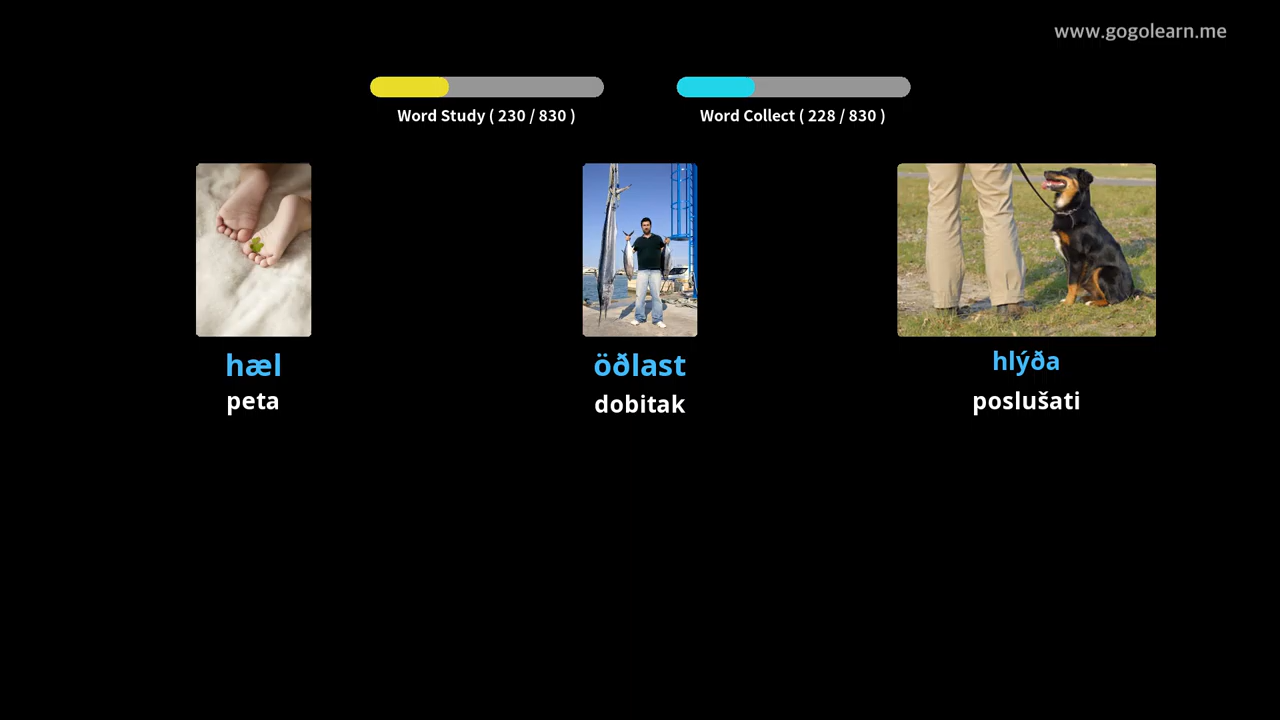 www.gogolearn.me
Word Study ( 230 / 830 )
Word Collect ( 228 / 830 )
hæl
peta
öðlast
dobitak
hlýða
poslušati